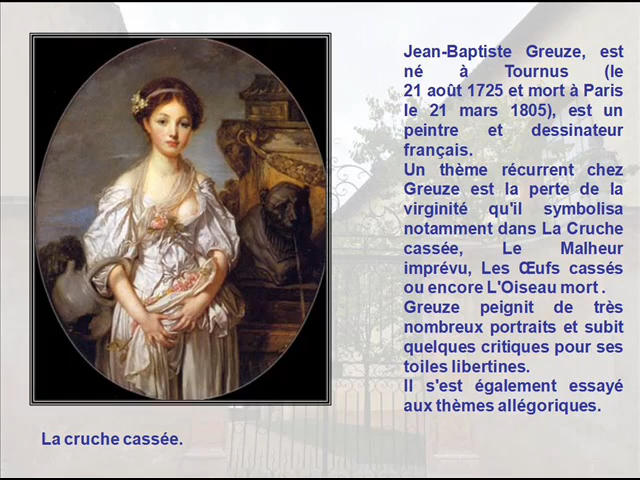 Jean-Baptiste Greuze, est
né à Tournus (le
21 août 1725 et mort à Paris
le 21 mars 1805), est un
peintre et dessinateur
français.
Un thème récurrent chez
Greuze est la perte de la
virginité qu'il symbolisa
notamment dans La Cruche
cassée, Le Malheur
imprévu, Les Œufs cassés
ou encore L'Oiseau mort .
Greuze peignit de très
nombreux portraits et subit
quelques critiques pour ses
toiles libertines.
Il s'est également essayé
aux thèmes allégoriques.
La cruche cassée.